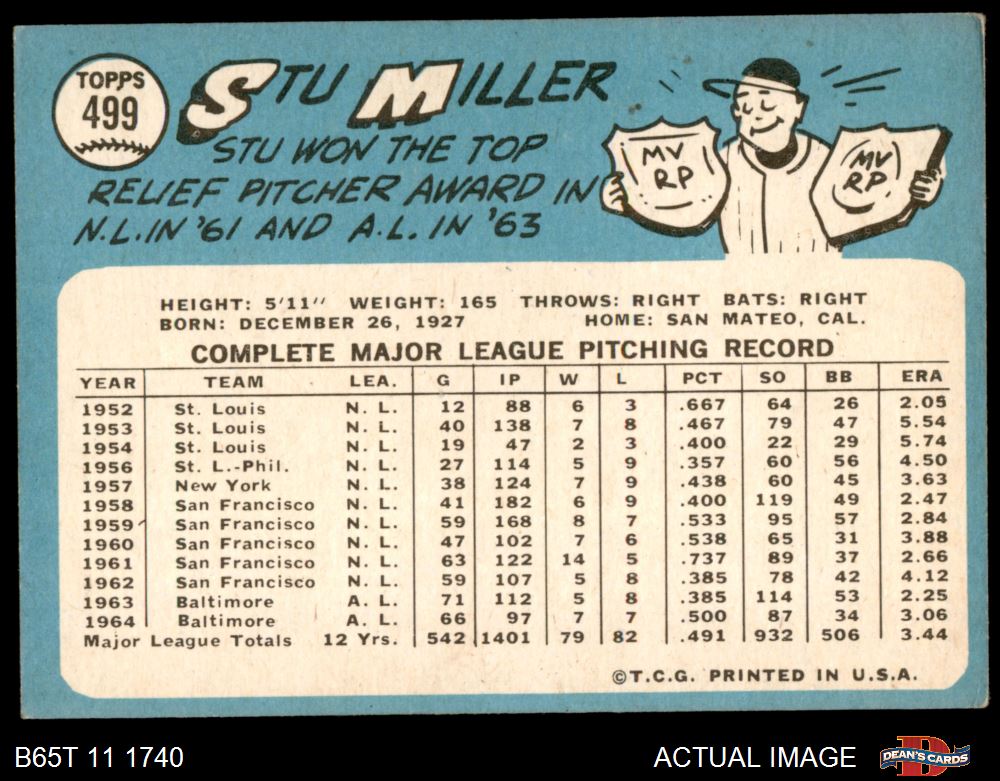 TOPPS
499
STU MILLER
STU WON THE TOP
RELIEF PITCHER AWARD IN
N.L. IN '61 AND A.L. IN '63
MV
RP
MV
RP
HEIGHT: 5'11" WEIGHT: 165 THROWS: RIGHT BATS: RIGHT
BORN: DECEMBER 26, 1927 HOME: SAN MATEO, CAL.
COMPLETE MAJOR LEAGUE PITCHING RECORD
YEAR TEAM LEA. G IP W L PCT SO BB ERA
1952 St. Louis N. L. 12 88 6 3 .667 64 26 2.05
1953 St. Louis N. L. 40 138 7 8 .467 79 47 5.54
1954 St. Louis N. L. 19 47 2 3 .400 22 29 5.74
1956 St. L.-Phil. N. L. 27 114 5 9 .357 60 56 4.50
1957 New York N. L. 38 124 7 9 .438 60 45 3.63
1958 San Francisco N. L. 41 182 6 9 .400 119 49 2.47
1959 San Francisco N. L. 59 168 8 7 .533 95 57 2.84
1960 San Francisco N. L. 47 102 7 6 .538 65 31 3.88
1961 San Francisco N. L. 63 122 14 5 .737 89 37 2.66
1962 San Francisco N. L. 59 107 5 8 .385 78 42 4.12
1963 Baltimore A. L. 71 112 5 8 .385 114 53 2.25
1964 Baltimore A. L. 66 97 7 7 .500 87 34 3.06
Major League Totals 12 Yrs. 542 1401 79 82 .491 932 506 3.44
©T.C.G. PRINTED IN U.S.A.
B65T 11 1740 ACTUAL IMAGE DEAN'S CARDS